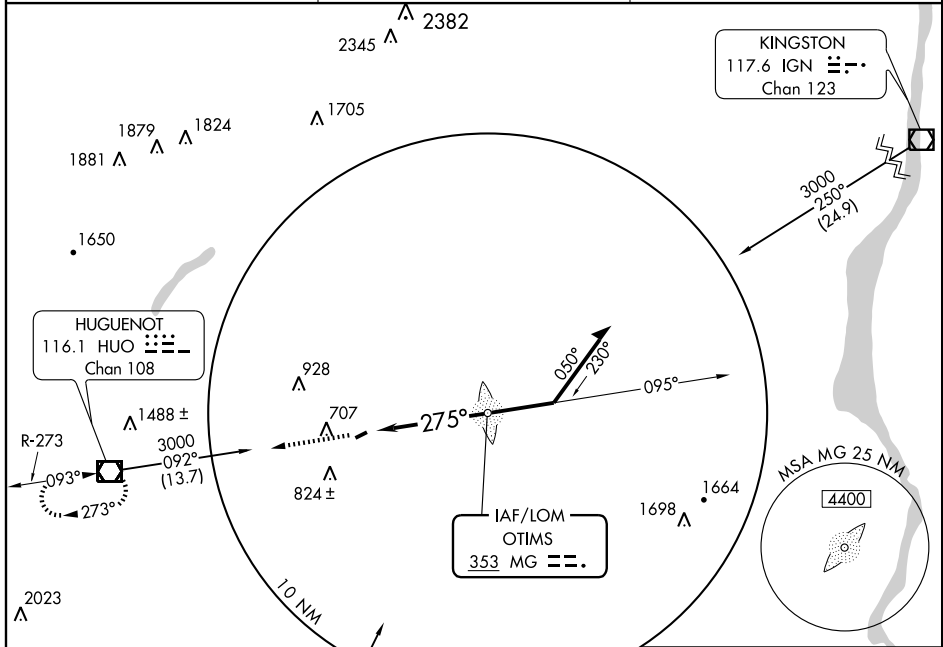 2382
2345
KINGSTON
117.6 IGN
Chan 123
1705
1879
1824
1881
3000
250°
(24.9)
1650
HUGUENOT
116.1 HUO
Chan 108
928
050°
230°
095°
707
275°
1488 ±
R-273
3000
092°
(13.7)
093°
273°
824 ±
MSA MG 25 NM
4400
1664
1698
IAF/LOM
OTIMS
353 MG
2023
10 NM